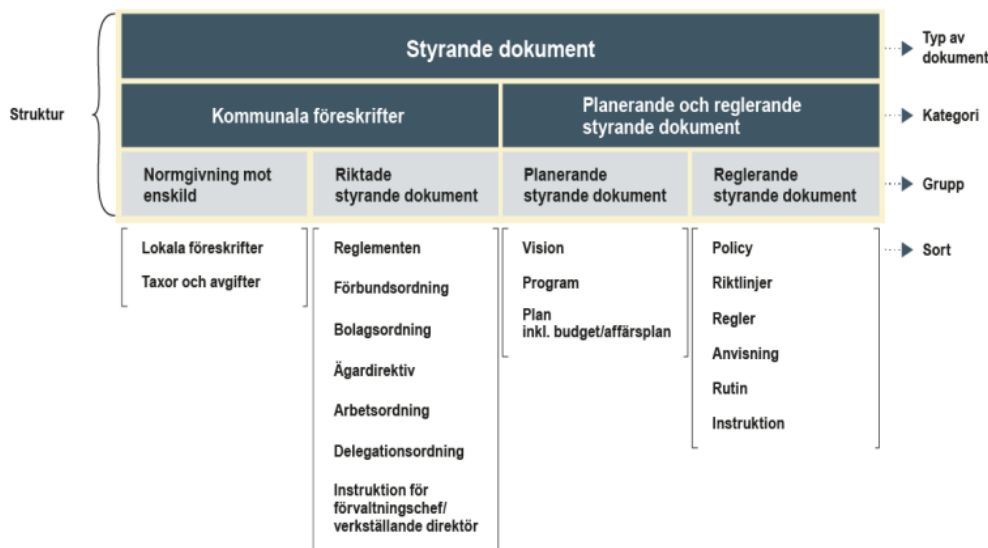 Styrande dokument
Typ av
dokument
Struktur
Kommunala föreskrifter
Planerande och reglerande
styrande dokument
Kategori
Normgivning mot
enskild
Riktade
styrande dokument
Planerande
styrande dokument
Reglerande
styrande dokument
Grupp
Lokala föreskrifter
Taxor och avgifter
Reglementen
Förbundsordning
Bolagsordning
Ägardirektiv
Arbetsordning
Delegationsordning
Instruktion för
förvaltningschef/
verkställande direktör
Vision
Program
Plan
inkl. budget/affärsplan
Policy
Riktlinjer
Regler
Anvisning
Rutin
Instruktion
Sort